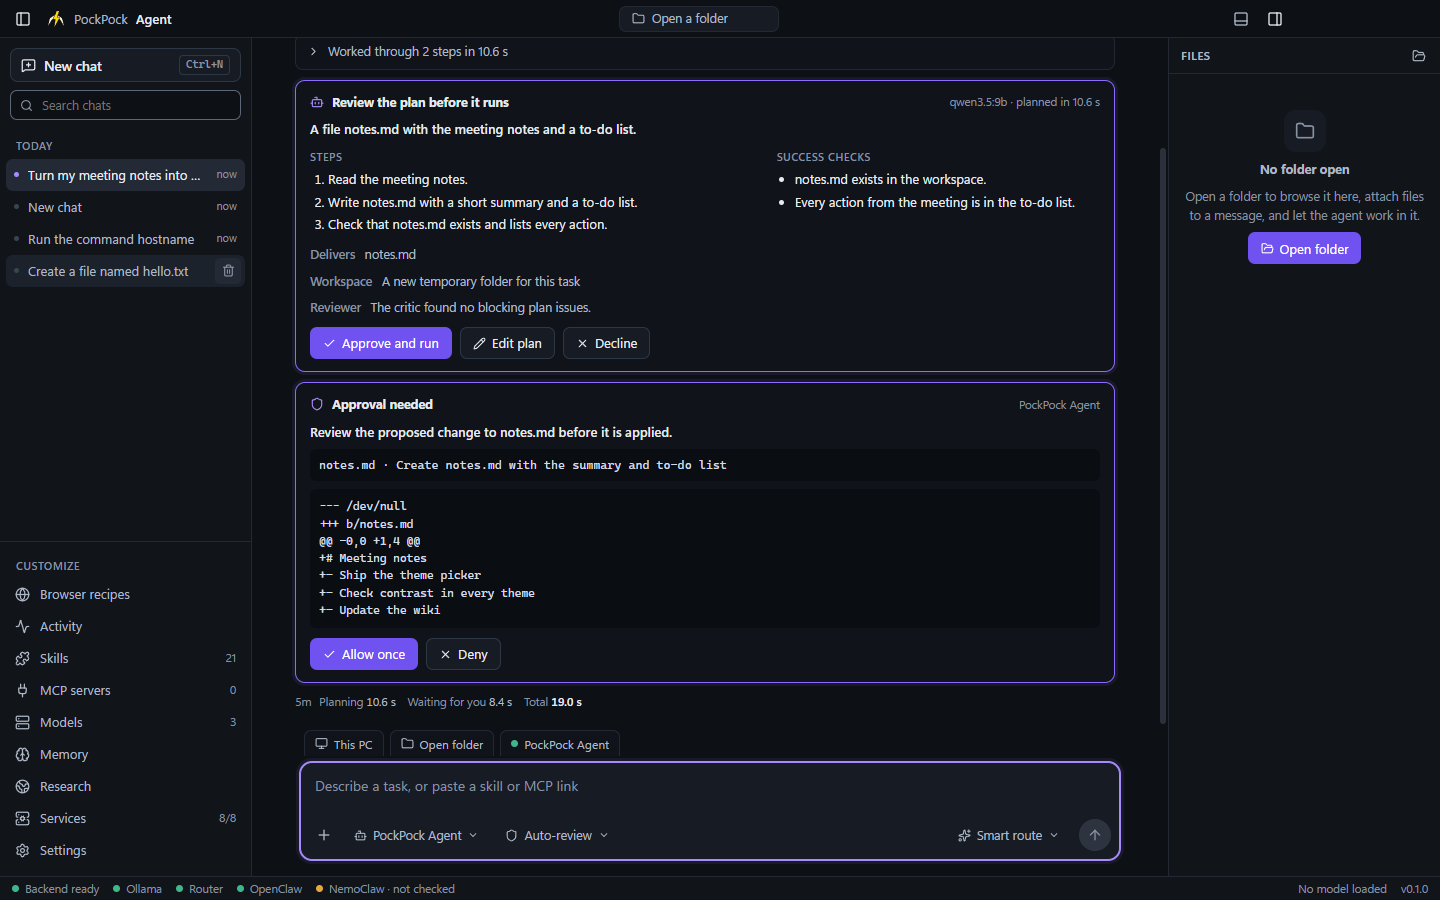 PockPock Agent
Open a folder
New chat Ctrl+N
Search chats
TODAY
Turn my meeting notes into ... now
New chat now
Run the command hostname now
Create a file named hello.txt
CUSTOMIZE
Browser recipes
Activity
Skills 21
MCP servers 0
Models 3
Memory
Research
Services 8/8
Settings
Worked through 2 steps in 10.6 s
Review the plan before it runs qwen3.5:9b · planned in 10.6 s
A file notes.md with the meeting notes and a to-do list.
STEPS
1. Read the meeting notes.
2. Write notes.md with a short summary and a to-do list.
3. Check that notes.md exists and lists every action.
SUCCESS CHECKS
• notes.md exists in the workspace.
• Every action from the meeting is in the to-do list.
Delivers notes.md
Workspace A new temporary folder for this task
Reviewer The critic found no blocking plan issues.
Approve and run Edit plan Decline
Approval needed PockPock Agent
Review the proposed change to notes.md before it is applied.
notes.md · Create notes.md with the summary and to-do list
--- /dev/null
+++ b/notes.md
@@ -0,0 +1,4 @@
+# Meeting notes
+- Ship the theme picker
+- Check contrast in every theme
+- Update the wiki
Allow once Deny
5m Planning 10.6 s Waiting for you 8.4 s Total 19.0 s
This PC Open folder PockPock Agent
Describe a task, or paste a skill or MCP link
PockPock Agent Auto-review Smart route
FILES
No folder open
Open a folder to browse it here, attach files
to a message, and let the agent work in it.
Open folder
Backend ready Ollama Router OpenClaw NemoClaw · not checked No model loaded v0.1.0